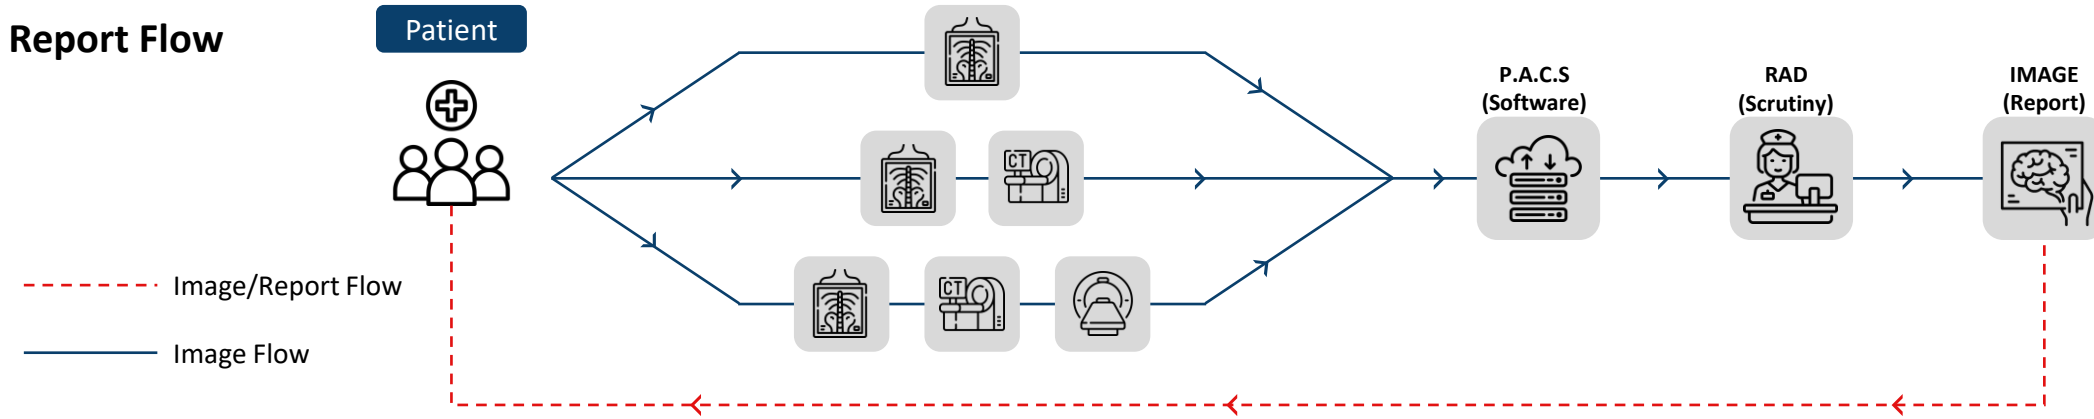 Report Flow
Patient
P.A.C.S
(Software)
RAD
(Scrutiny)
IMAGE
(Report)
CT
CT
Image/Report Flow
Image Flow